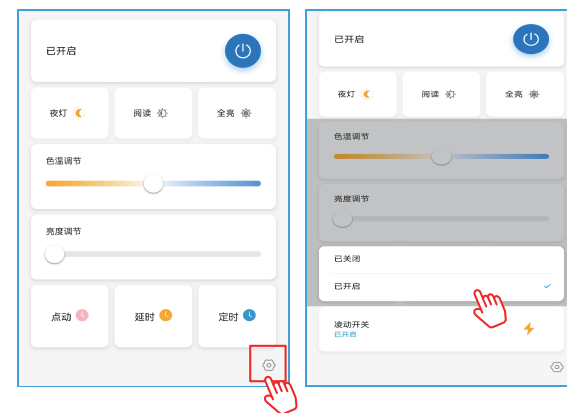 已开启
夜灯
阅读
全亮
色温调节
亮度调节
点动
延时
定时
已开启
夜灯
阅读
全亮
色温调节
亮度调节
已关闭
已开启
凌动开关
已开启